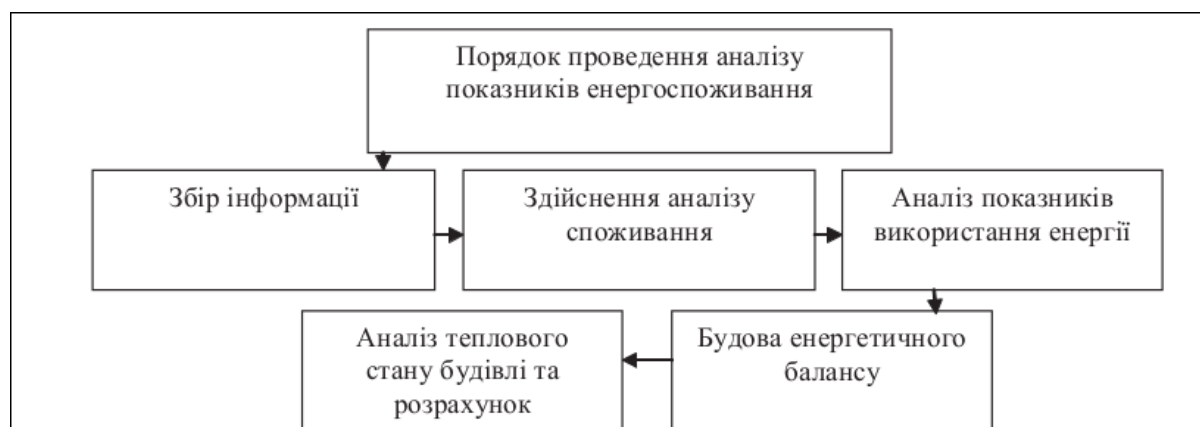 Порядок проведення аналізу
показників енергоспоживання
Збір інформації
Здійснення аналізу
споживання
Аналіз показників
використання енергії
Будова енергетичного
балансу
Аналіз теплового
стану будівлі та
розрахунок